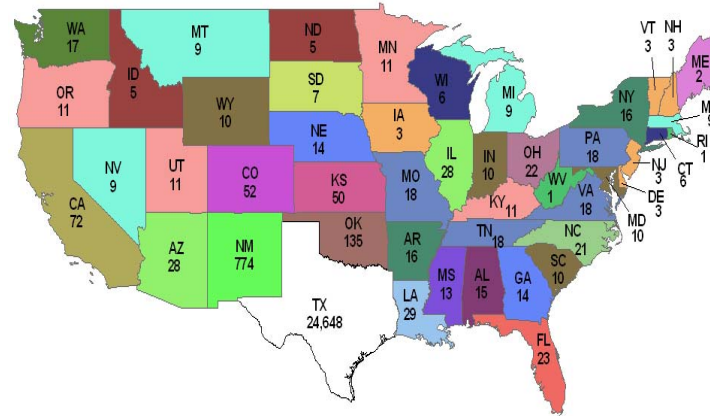 WA
17
OR
11
CA
72
ID
5
NV
9
MT
9
WY
10
UT
11
AZ
28
CO
52
NM
774
ND
5
SD
7
NE
14
KS
50
OK
135
TX
24,648
MN
11
IA
3
MO
18
AR
16
LA
29
WI
6
IL
28
MI
9
IN
10
OH
22
KY 11
TN 18
MS
13
AL
15
GA
14
FL
23
SC
10
NC
21
VA
18
WV
1
PA
18
NY
16
VT
3
NH
3
ME
2
M
RI
1
CT
6
NJ
3
DE
3
MD
10